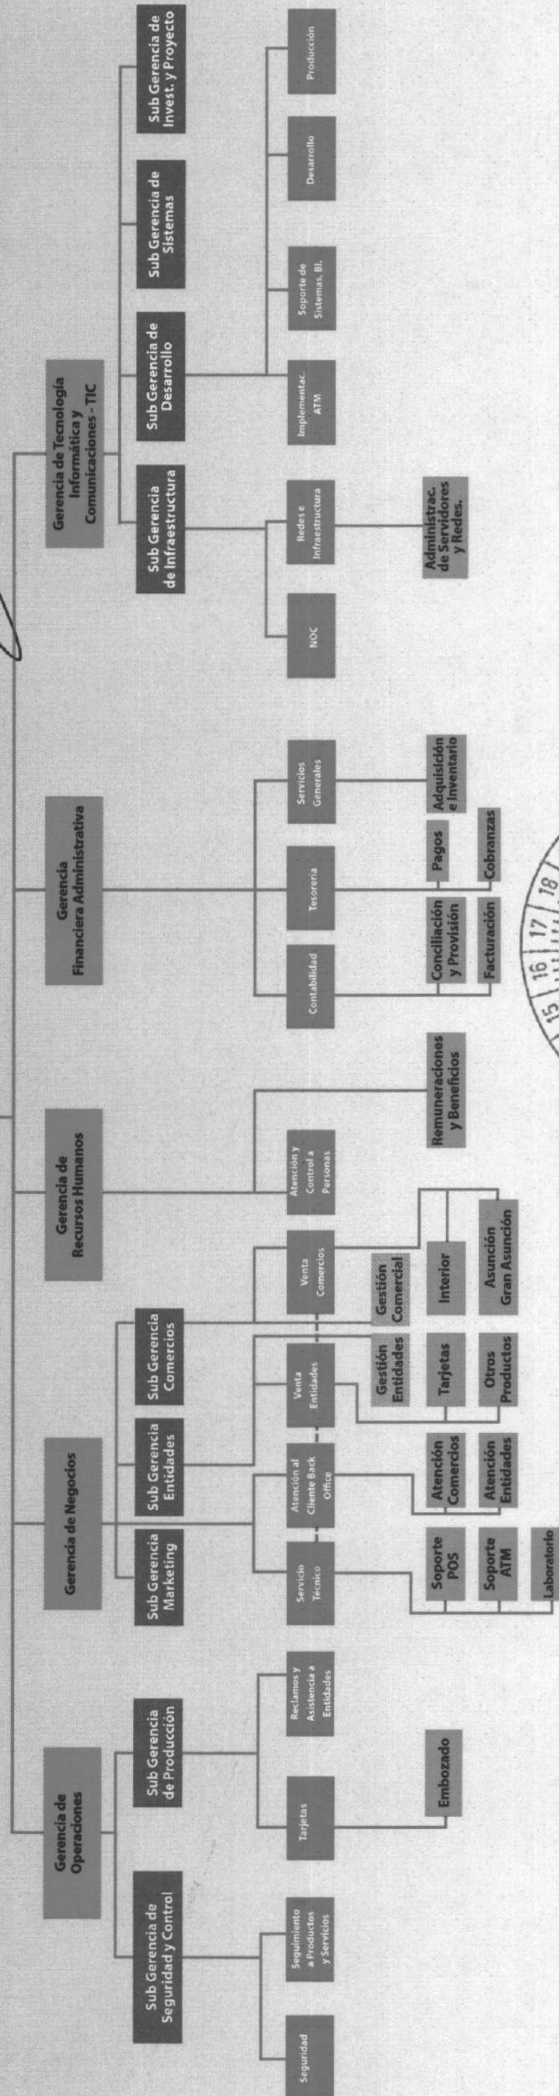 Gerencia de
Operaciones
Gerencia de Negocios
Gerencia de
Recursos Humanos
Gerencia
Financiera Administrativa
Gerencia de Tecnología
Informática y
Comunicaciones - TIC
Sub Gerencia de
Seguridad y Control
Sub Gerencia
de Producción
Sub Gerencia
Marketing
Sub Gerencia
Entidades
Sub Gerencia
Comercios
Sub Gerencia
de Infraestructura
Sub Gerencia de
Desarrollo
Sub Gerencia de
Sistemas
Sub Gerencia de
Invest. y Proyecto
Seguridad
Seguimiento
a Productos
y Servicios
Tarjetas
Reclamos y
Asistencia a
Entidades
Servicio
Técnico
Atención al
Cliente Back
Office
Venta
Entidades
Venta
Comercios
Atención y
Control a
Personas
Contabilidad
Tesorería
Servicios
Generales
NOC
Redes e
Infraestructura
Implementac.
ATM
Soporte de
Sistemas, BI.
Desarrollo
Producción
Gestión
Entidades
Gestión
Comercial
Embozado
Soporte
POS
Atención
Comercios
Tarjetas
Interior
Remuneraciones
y Beneficios
Conciliación
y Provisión
Pagos
Adquisición
e Inventario
Administrac.
de Servidores
y Redes.
Soporte
ATM
Atención
Entidades
Otros
Productos
Asunción
Gran Asunción
Facturación
Cobranzas
Laboratorio
15 16 17 18